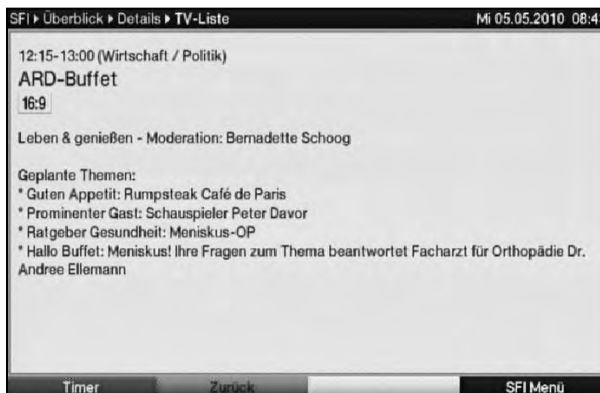 SFI ▸ Überblick ▸ Details ▸ TV-Liste Mi 05.05.2010 08:4
12:15-13:00 (Wirtschaft / Politik)
ARD-Buffet
16:9
Leben & genießen - Moderation: Bernadette Schoog
Geplante Themen:
* Guten Appetit: Rumpsteak Café de Paris
* Prominenter Gast: Schauspieler Peter Davor
* Ratgeber Gesundheit: Meniskus-OP
* Hallo Buffet: Meniskus! Ihre Fragen zum Thema beantwortet Facharzt für Orthopädie Dr.
Andree Ellemann
Timer Zurück SFI Menü